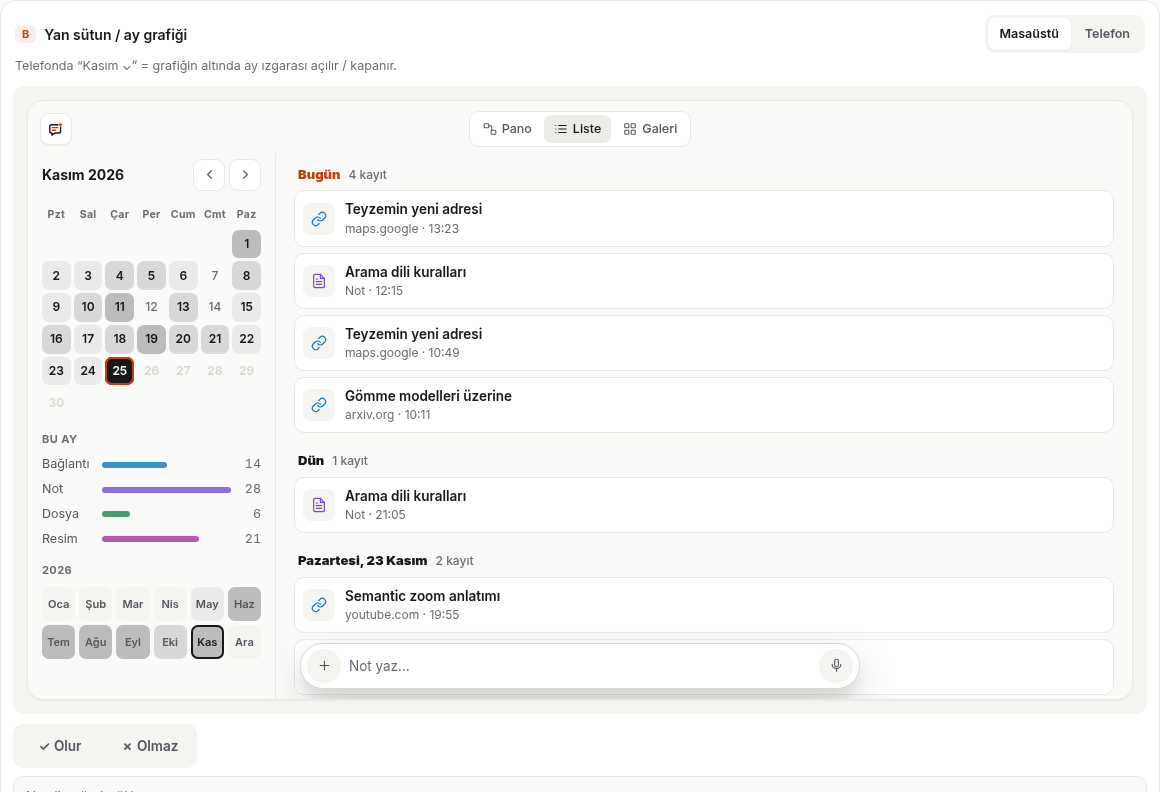 B Yan sütun / ay grafiği
Masaüstü Telefon
Telefonda “Kasım ⌄” = grafiğin altında ay ızgarası açılır / kapanır.
Pano Liste Galeri
Kasım 2026
Pzt Sal Çar Per Cum Cmt Paz
1
2 3 4 5 6 7 8
9 10 11 12 13 14 15
16 17 18 19 20 21 22
23 24 25 26 27 28 29
30
BU AY
Bağlantı 14
Not 28
Dosya 6
Resim 21
2026
Oca Şub Mar Nis May Haz
Tem Ağu Eyl Eki Kas Ara
Bugün 4 kayıt
Teyzemin yeni adresi
maps.google · 13:23
Arama dili kuralları
Not · 12:15
Teyzemin yeni adresi
maps.google · 10:49
Gömme modelleri üzerine
arxiv.org · 10:11
Dün 1 kayıt
Arama dili kuralları
Not · 21:05
Pazartesi, 23 Kasım 2 kayıt
Semantic zoom anlatımı
youtube.com · 19:55
Not yaz...
Olur Olmaz